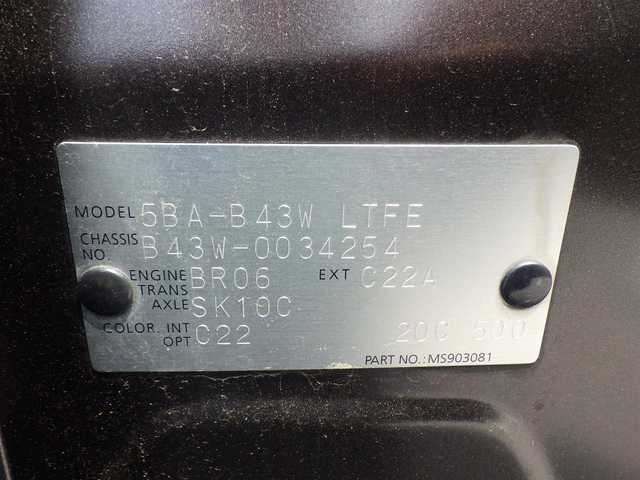 MODEL 5BA-B43W LTFE
CHASSIS NO. B43W-0034254
ENGINE BR06 EXT C22A
TRANS AXLE SK10C
COLOR. INT OPT C22 20C 500
PART NO.: MS903081